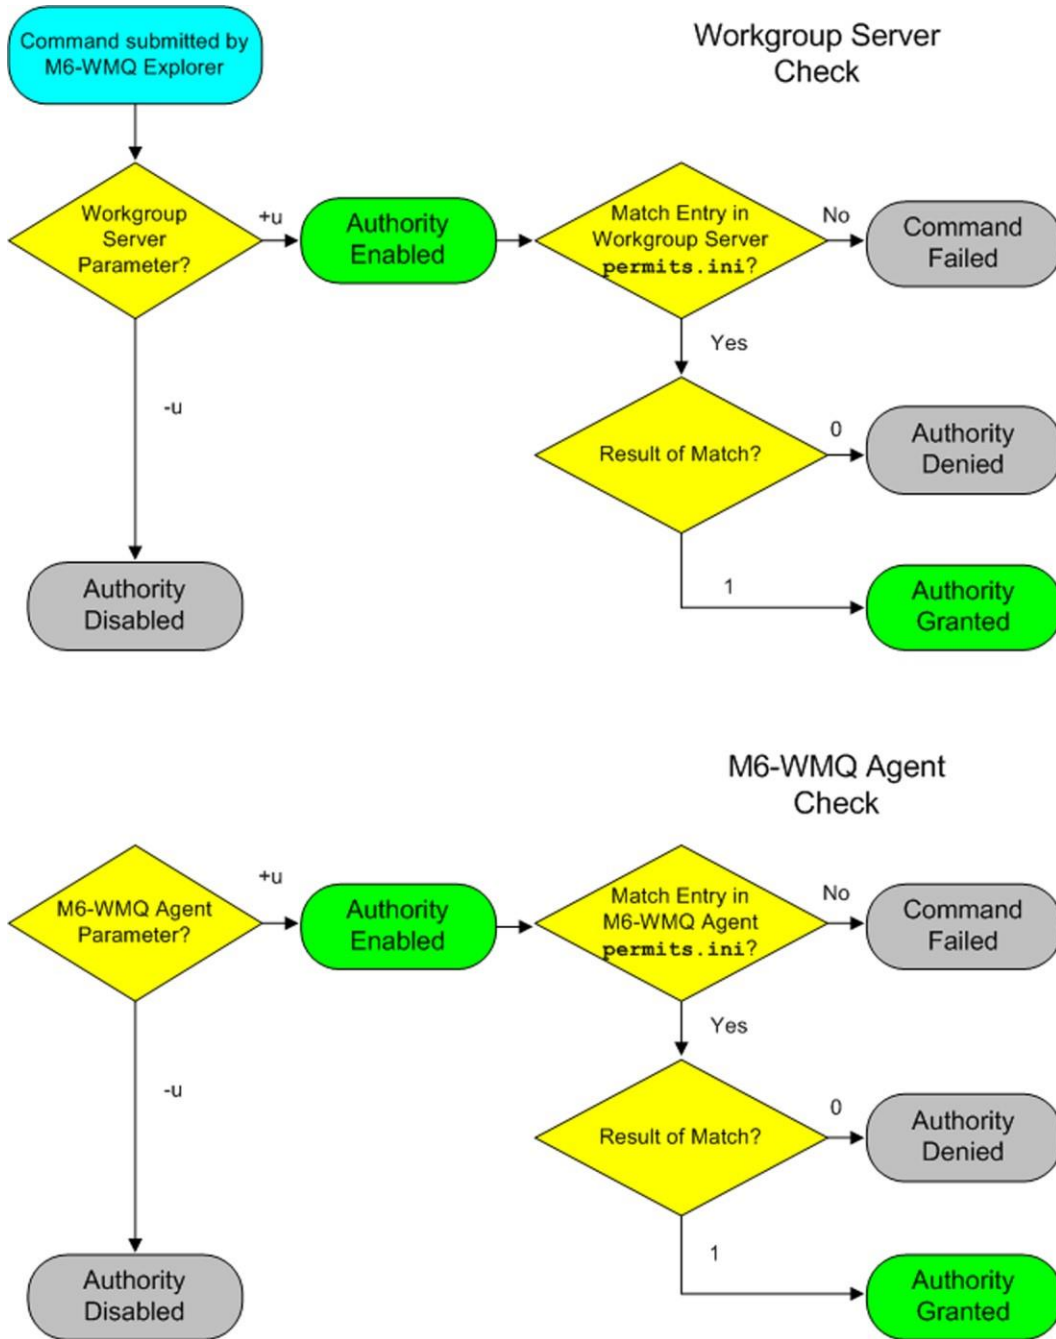 Command submitted by
M6-WMQ Explorer
Workgroup Server
Check
Workgroup
Server
Parameter?
+u
Authority
Enabled
Match Entry in
Workgroup Server
permits.ini?
No
Command
Failed
Yes
-u
Result of Match?
0
Authority
Denied
1
Authority
Disabled
Authority
Granted
M6-WMQ Agent
Check
M6-WMQ Agent
Parameter?
+u
Authority
Enabled
Match Entry in
M6-WMQ Agent
permits.ini?
No
Command
Failed
Yes
-u
Result of Match?
0
Authority
Denied
1
Authority
Disabled
Authority
Granted